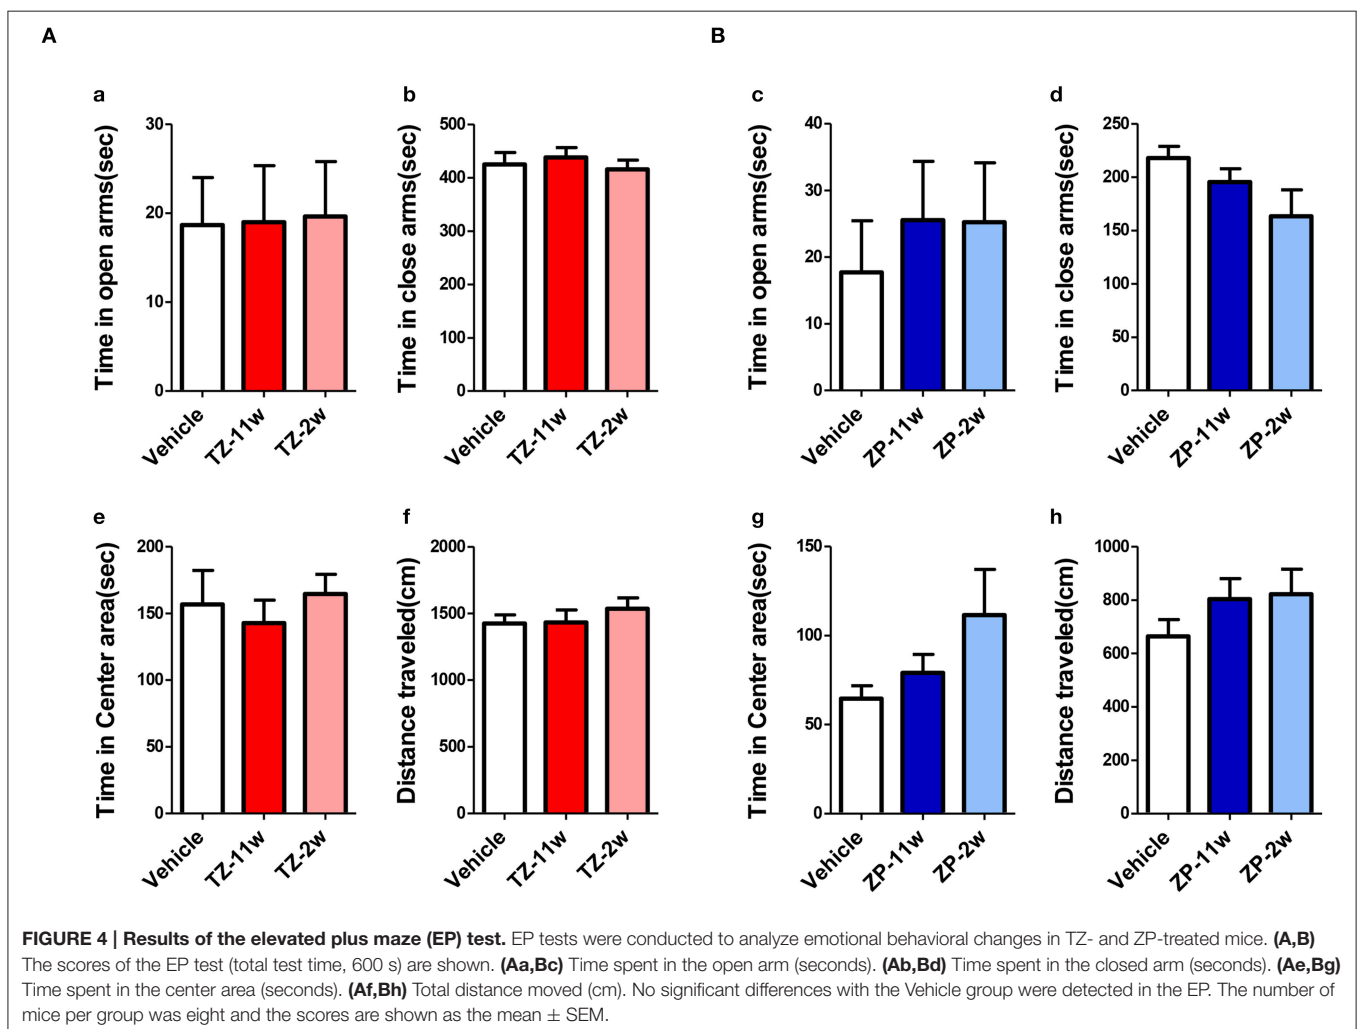 A
B
a
Time in open arms(sec)
30
20
10
0
Vehicle
TZ-11w
TZ-2w
b
Time in close arms(sec)
500
400
300
200
100
0
Vehicle
TZ-11w
TZ-2w
c
Time in open arms(sec)
40
30
20
10
0
Vehicle
ZP-11w
ZP-2w
d
Time in close arms(sec)
250
200
150
100
50
0
Vehicle
ZP-11w
ZP-2w
e
Time in Center area(sec)
200
150
100
50
0
Vehicle
TZ-11w
TZ-2w
f
Distance traveled(cm)
2000
1500
1000
500
0
Vehicle
TZ-11w
TZ-2w
g
Time in Center area(sec)
150
100
50
0
Vehicle
ZP-11w
ZP-2w
h
Distance traveled(cm)
1000
800
600
400
200
0
Vehicle
ZP-11w
ZP-2w
FIGURE 4 | Results of the elevated plus maze (EP) test. EP tests were conducted to analyze emotional behavioral changes in TZ- and ZP-treated mice. (A,B)
The scores of the EP test (total test time, 600 s) are shown. (Aa,Bc) Time spent in the open arm (seconds). (Ab,Bd) Time spent in the closed arm (seconds). (Ae,Bg)
Time spent in the center area (seconds). (Af,Bh) Total distance moved (cm). No significant differences with the Vehicle group were detected in the EP. The number of
mice per group was eight and the scores are shown as the mean ± SEM.